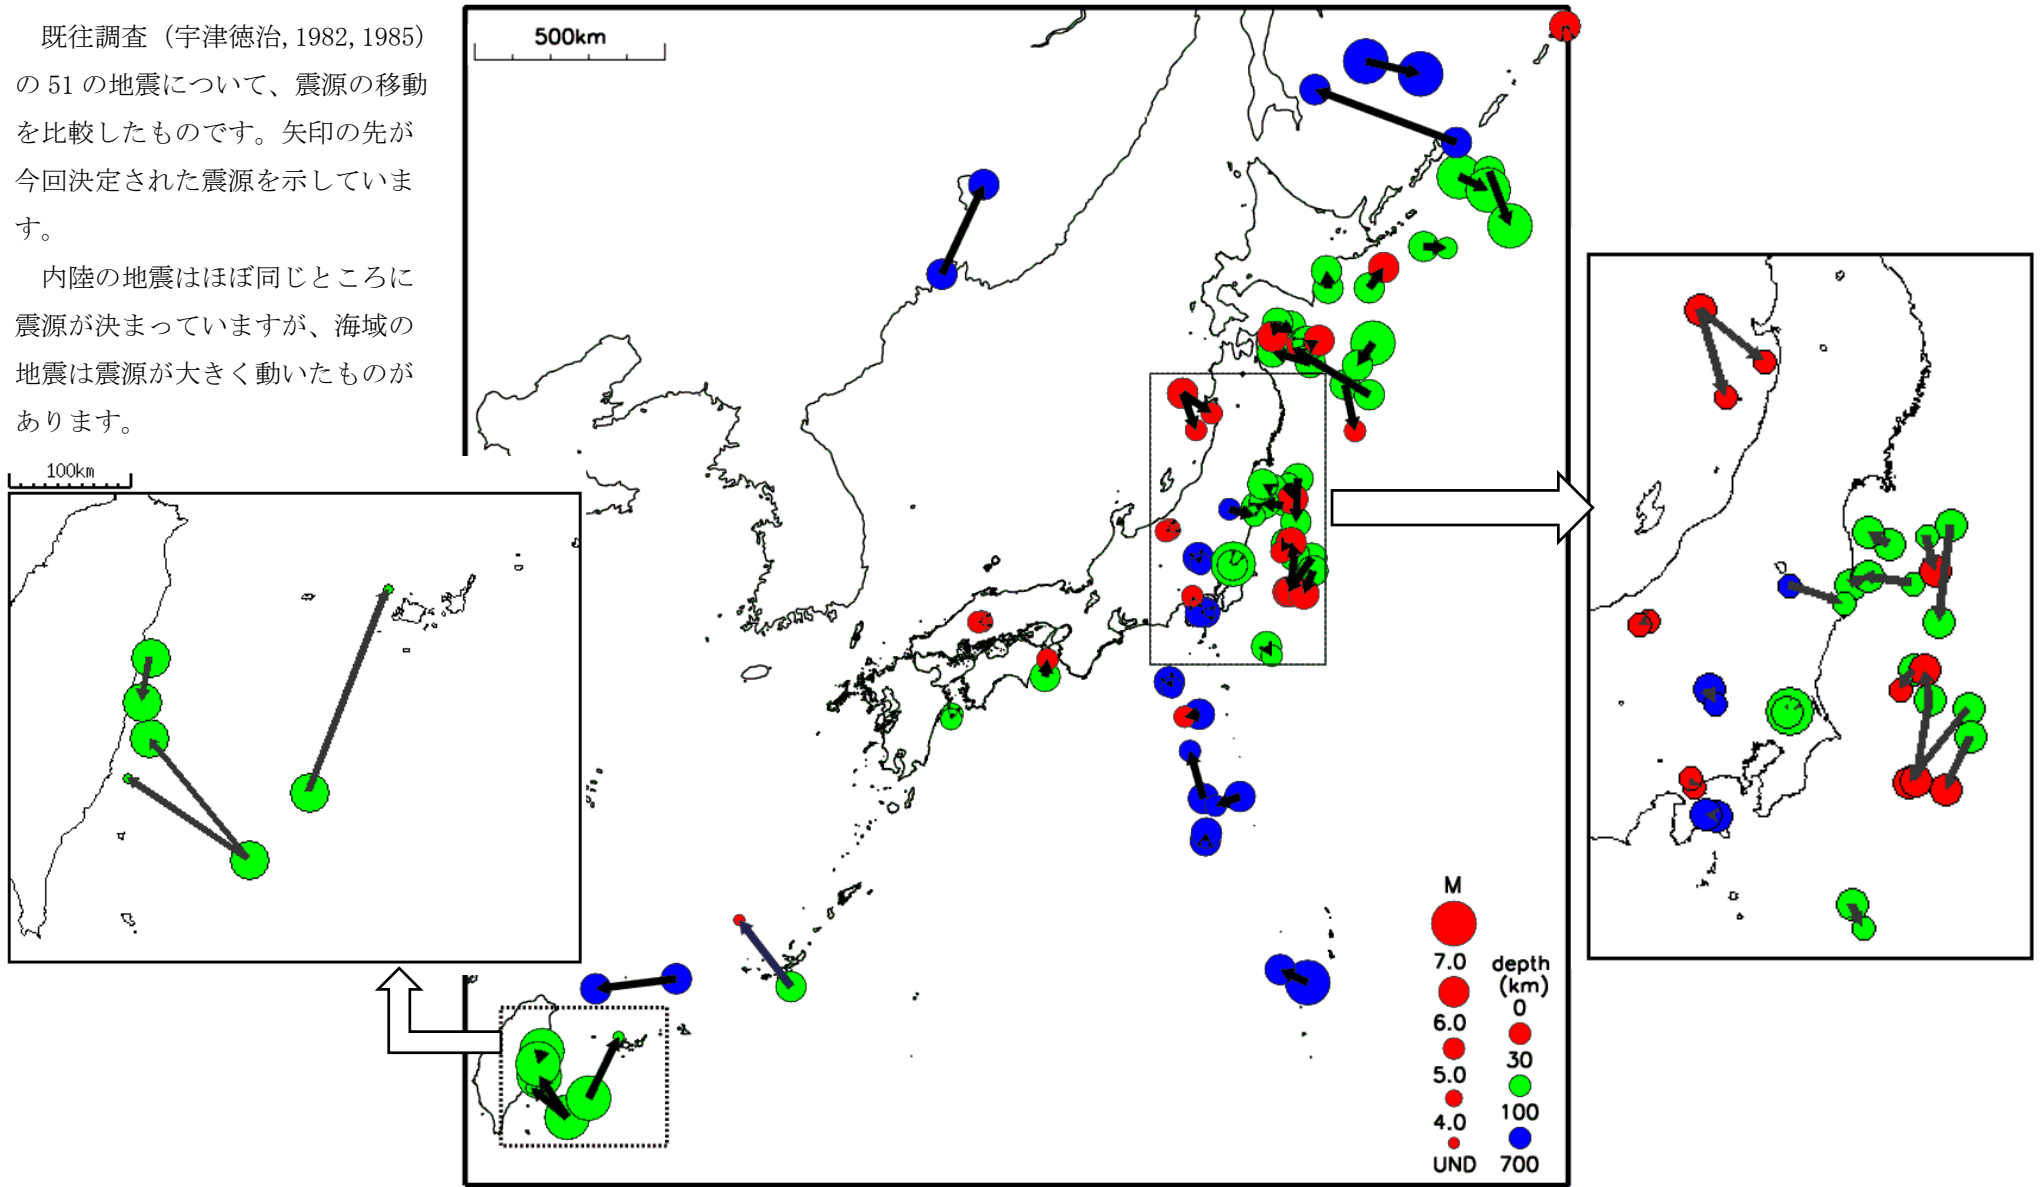 既往調査（宇津徳治, 1982, 1985）
の 51 の地震について、震源の移動
を比較したものです。矢印の先が
今回決定された震源を示していま
す。
内陸の地震はほぼ同じところに
震源が決まっていますが、海域の
地震は震源が大きく動いたものが
あります。
500km
100km
M
7.0
6.0
5.0
4.0
UND
depth
(km)
0
30
100
700